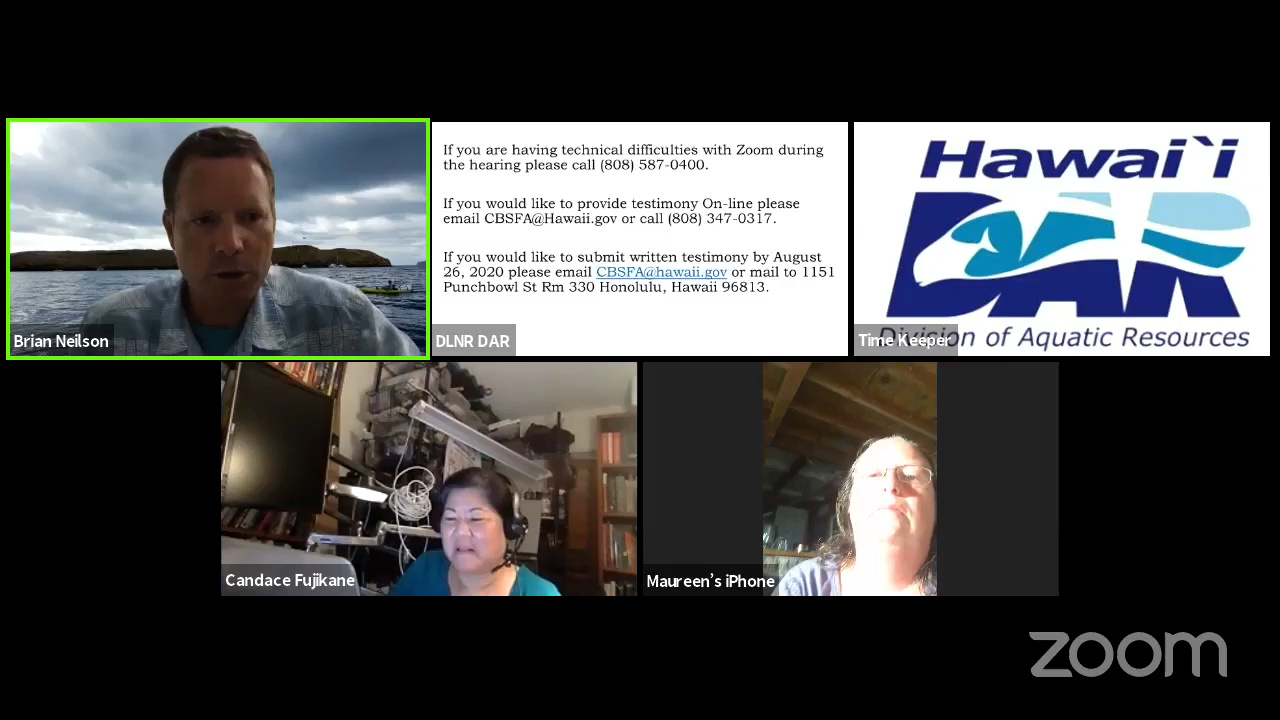 If you are having technical difficulties with Zoom during
the hearing please call (808) 587-0400.
If you would like to provide testimony On-line please
email CBSFA@Hawaii.gov or call (808) 347-0317.
If you would like to submit written testimony by August
26, 2020 please email CBSFA@hawaii.gov or mail to 1151
Punchbowl St Rm 330 Honolulu, Hawaii 96813.
Hawai`i
DAR
Division of Aquatic Resources
Brian Neilson
DLNR DAR
Time Keeper
Candace Fujikane
Maureen’s iPhone
zoom